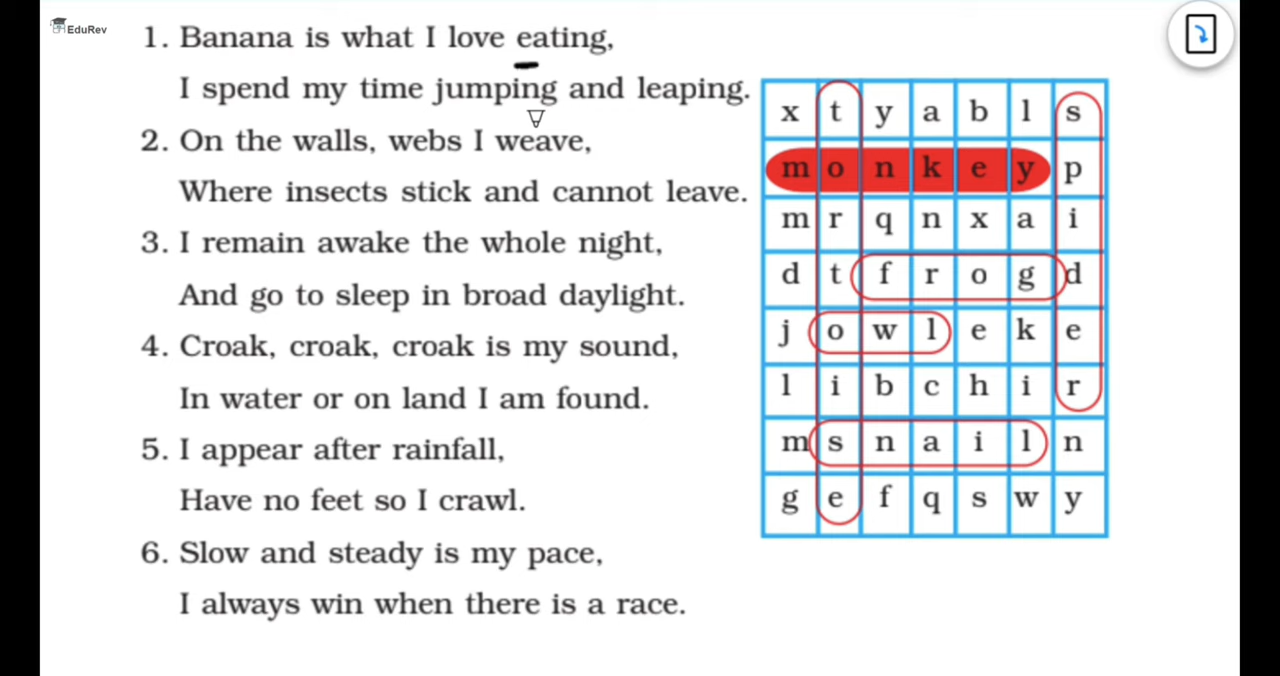 EduRev
1. Banana is what I love eating,
I spend my time jumping and leaping.
2. On the walls, webs I weave,
Where insects stick and cannot leave.
3. I remain awake the whole night,
And go to sleep in broad daylight.
4. Croak, croak, croak is my sound,
In water or on land I am found.
5. I appear after rainfall,
Have no feet so I crawl.
6. Slow and steady is my pace,
I always win when there is a race.
x t y a b l s
m o n k e y p
m r q n x a i
d t f r o g d
j o w l e k e
l i b c h i r
m s n a i l n
g e f q s w y